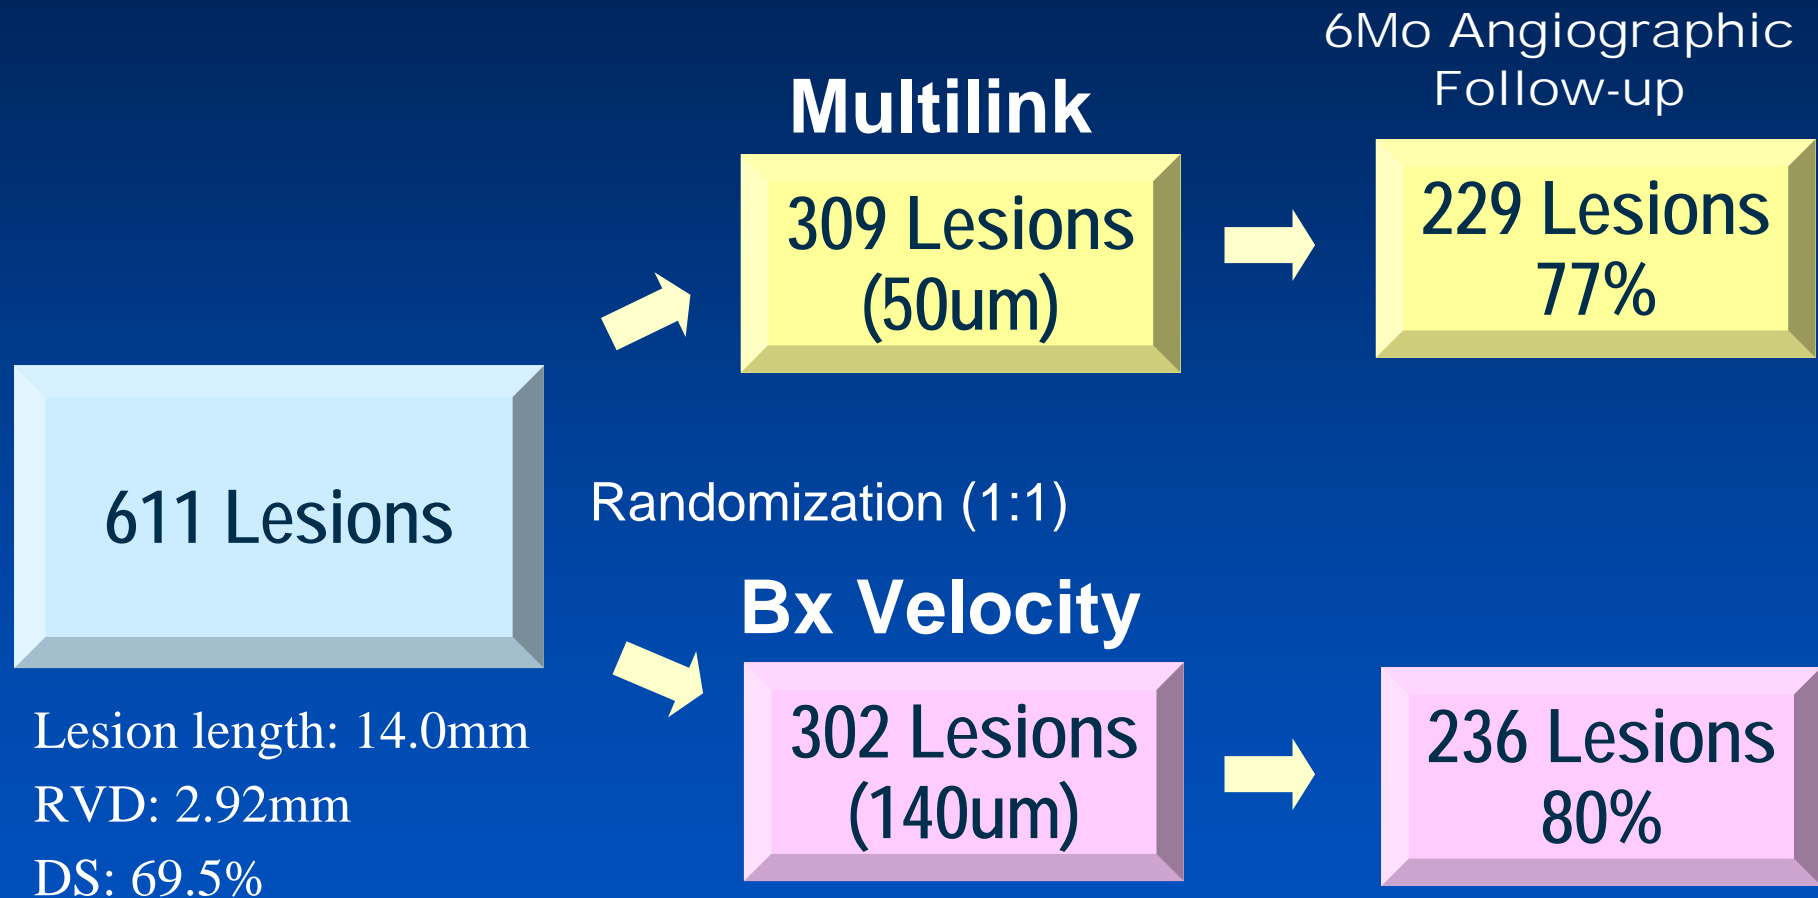 6Mo Angiographic
Follow-up
Multilink
309 Lesions
(50um)
229 Lesions
77%
611 Lesions
Randomization (1:1)
Bx Velocity
302 Lesions
(140um)
236 Lesions
80%
Lesion length: 14.0mm
RVD: 2.92mm
DS: 69.5%